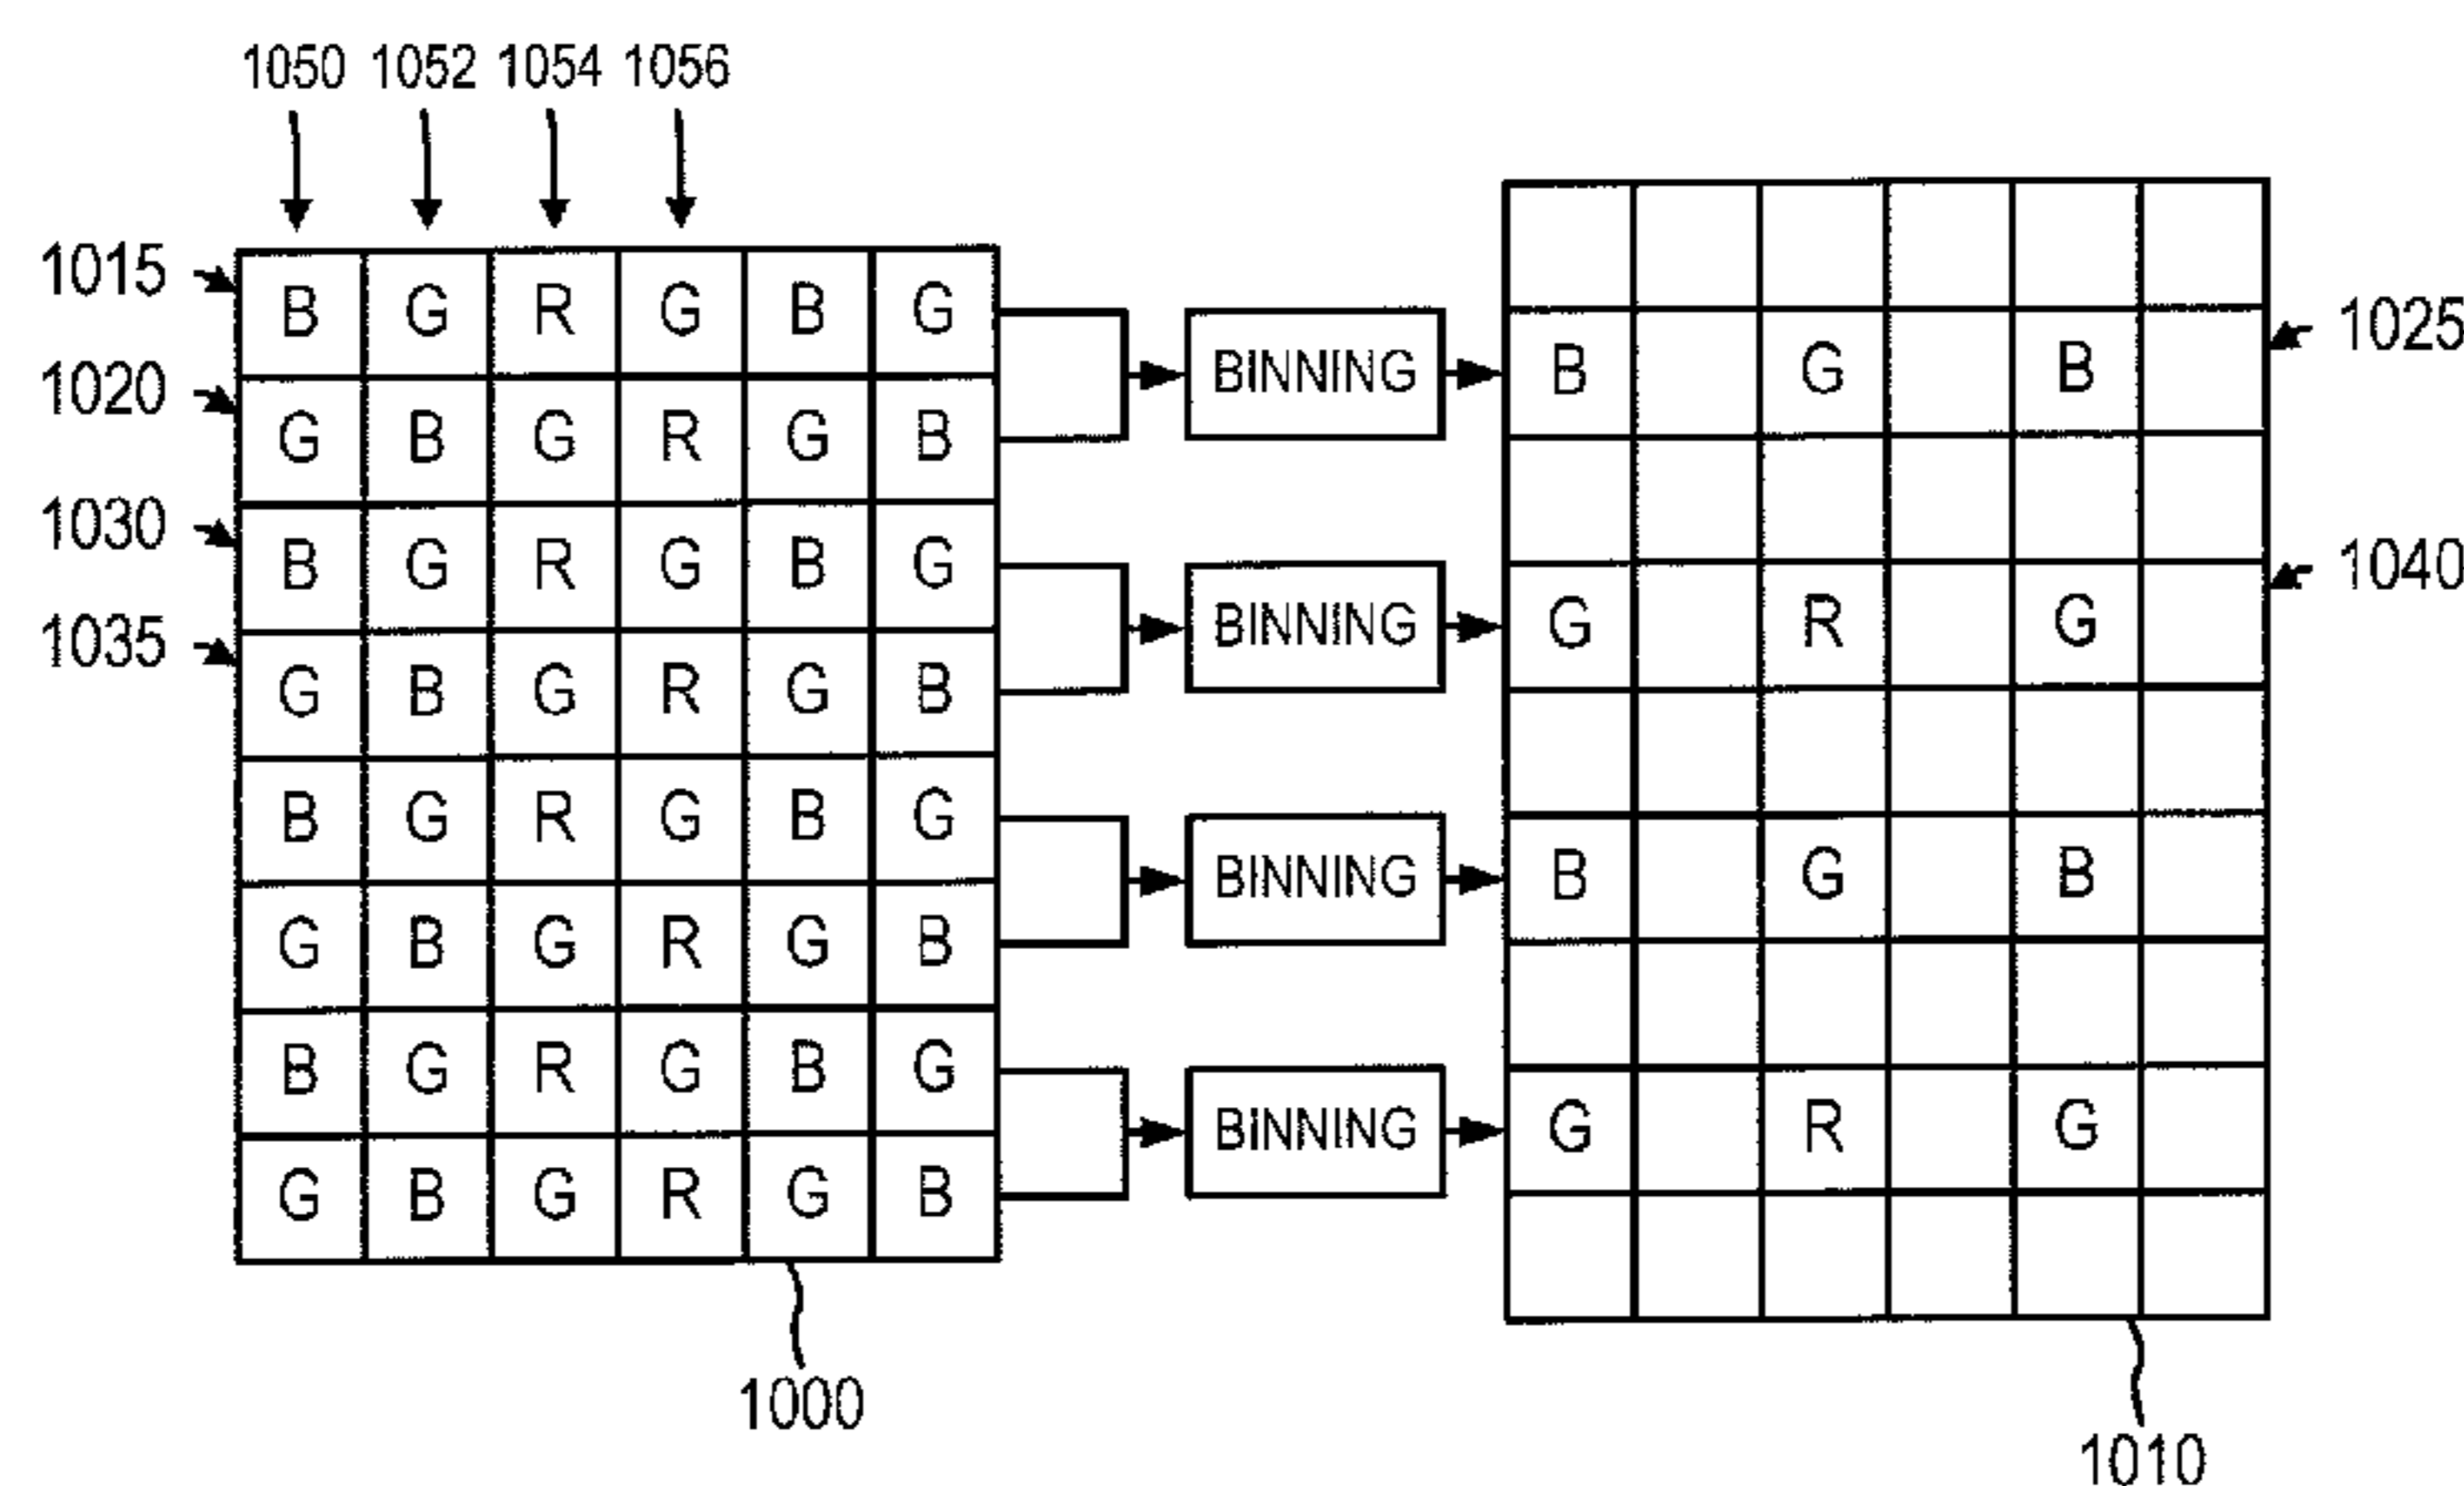 1050 1052 1054 1056
1015 B G R G B G
BINNING B G B 1025
1020 G B G R G B
1030 B G R G B G
BINNING G R G 1040
1035 G B G R G B
B G R G B G
BINNING B G B
G B G R G B
B G R G B G
BINNING G R G
G B G R G B
1000
1010